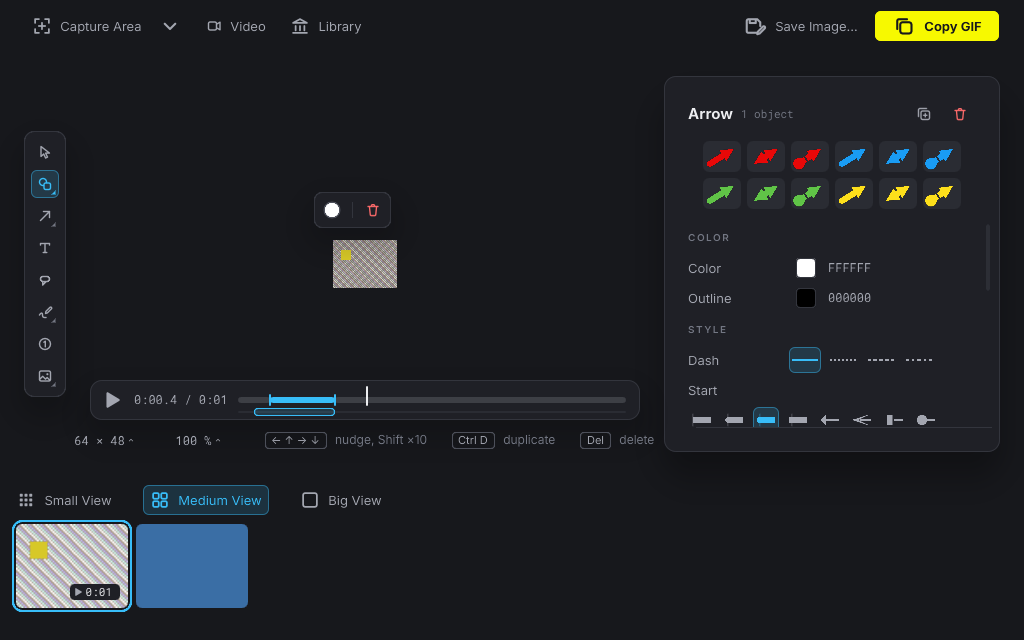 Capture Area
Video
Library
Save Image...
Copy GIF
Arrow 1 object
COLOR
Color FFFFFF
Outline 000000
STYLE
Dash
Start
T
1
0:00.4 / 0:01
64 × 48
100 %
← ↑ → ↓ nudge, Shift ×10
Ctrl D duplicate
Del delete
Small View
Medium View
Big View
0:01